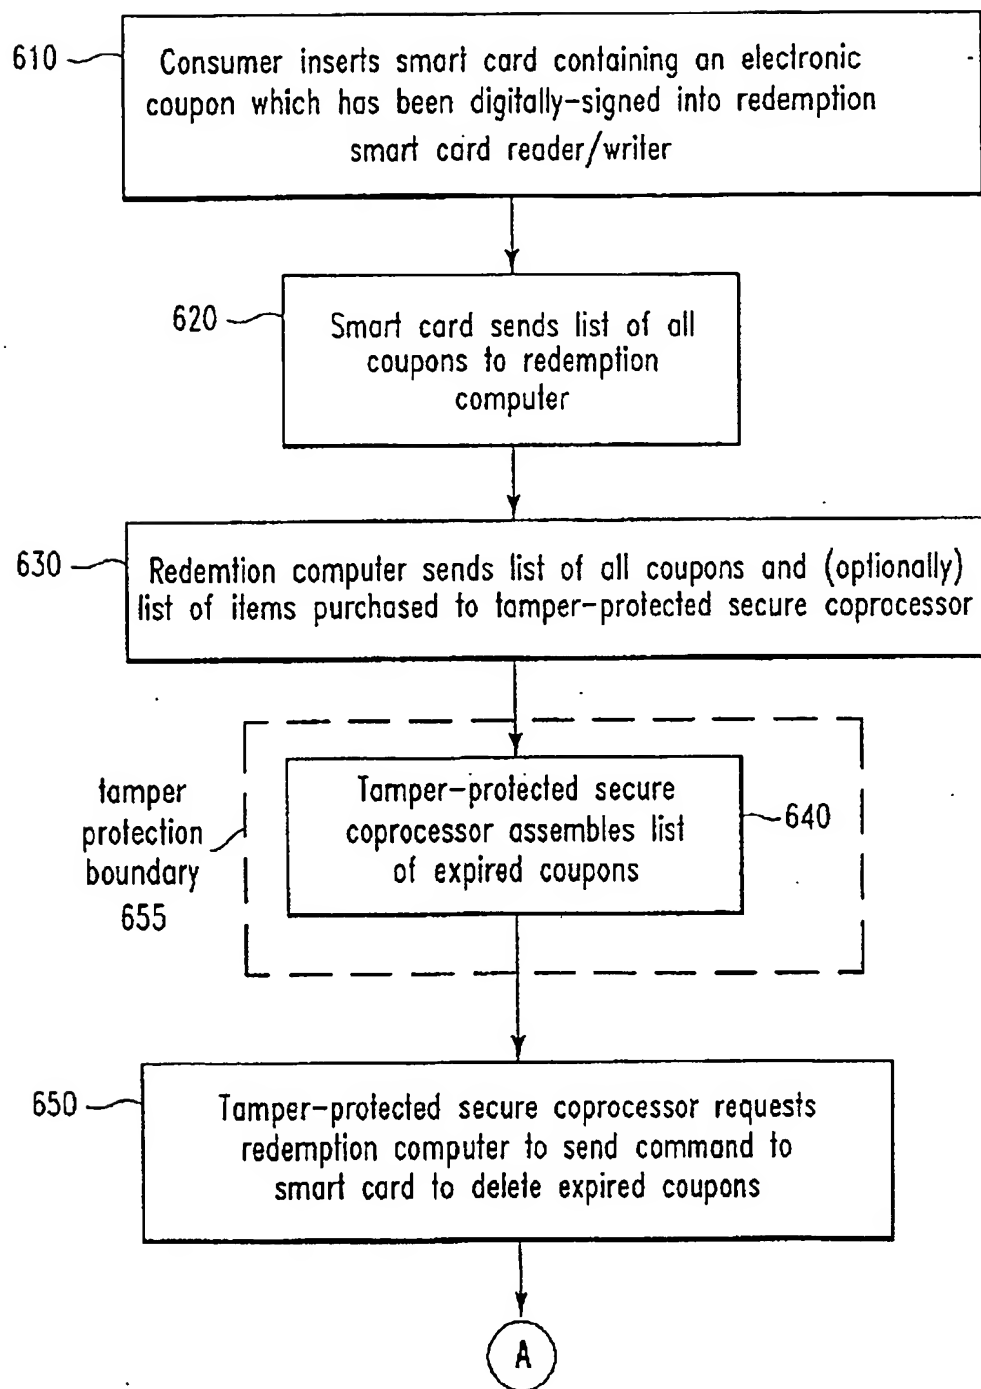 610
Consumer inserts smart card containing an electronic
coupon which has been digitally-signed into redemption
smart card reader/writer
620
Smart card sends list of all
coupons to redemption
computer
630
Redemtion computer sends list of all coupons and (optionally)
list of items purchased to tamper-protected secure coprocessor
tamper
protection
boundary
655
Tamper-protected secure
coprocessor assembles list
of expired coupons
640
650
Tamper-protected secure coprocessor requests
redemption computer to send command to
smart card to delete expired coupons
A